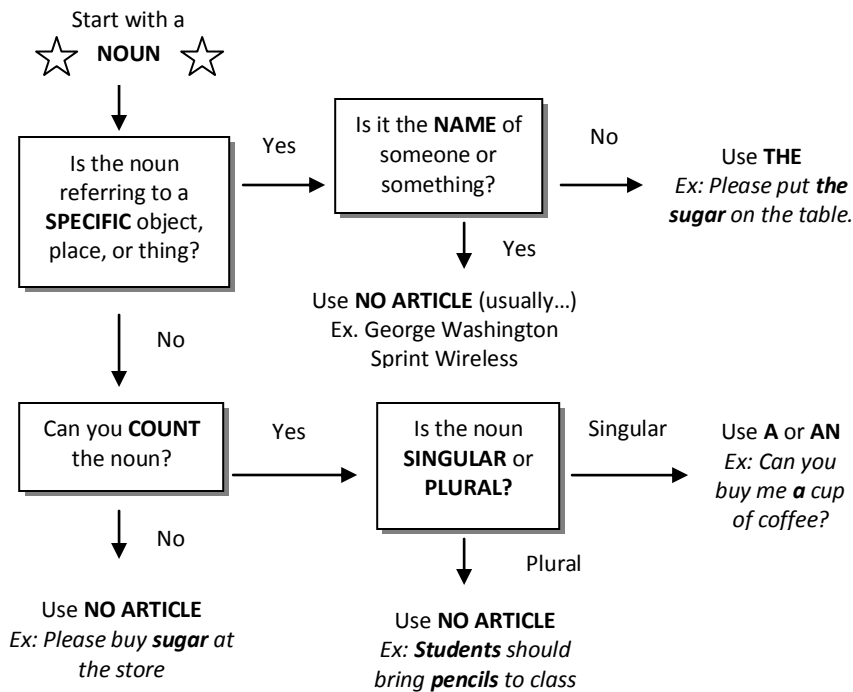 Start with a
NOUN
Is the noun
referring to a
SPECIFIC object,
place, or thing?
Yes
Is it the NAME of
someone or
something?
No
Use THE
Ex: Please put the
sugar on the table.
Yes
Use NO ARTICLE (usually…)
Ex. George Washington
Sprint Wireless
No
Can you COUNT
the noun?
Yes
Is the noun
SINGULAR or
PLURAL?
Singular
Use A or AN
Ex: Can you
buy me a cup
of coffee?
No
Use NO ARTICLE
Ex: Please buy sugar at
the store
Plural
Use NO ARTICLE
Ex: Students should
bring pencils to class